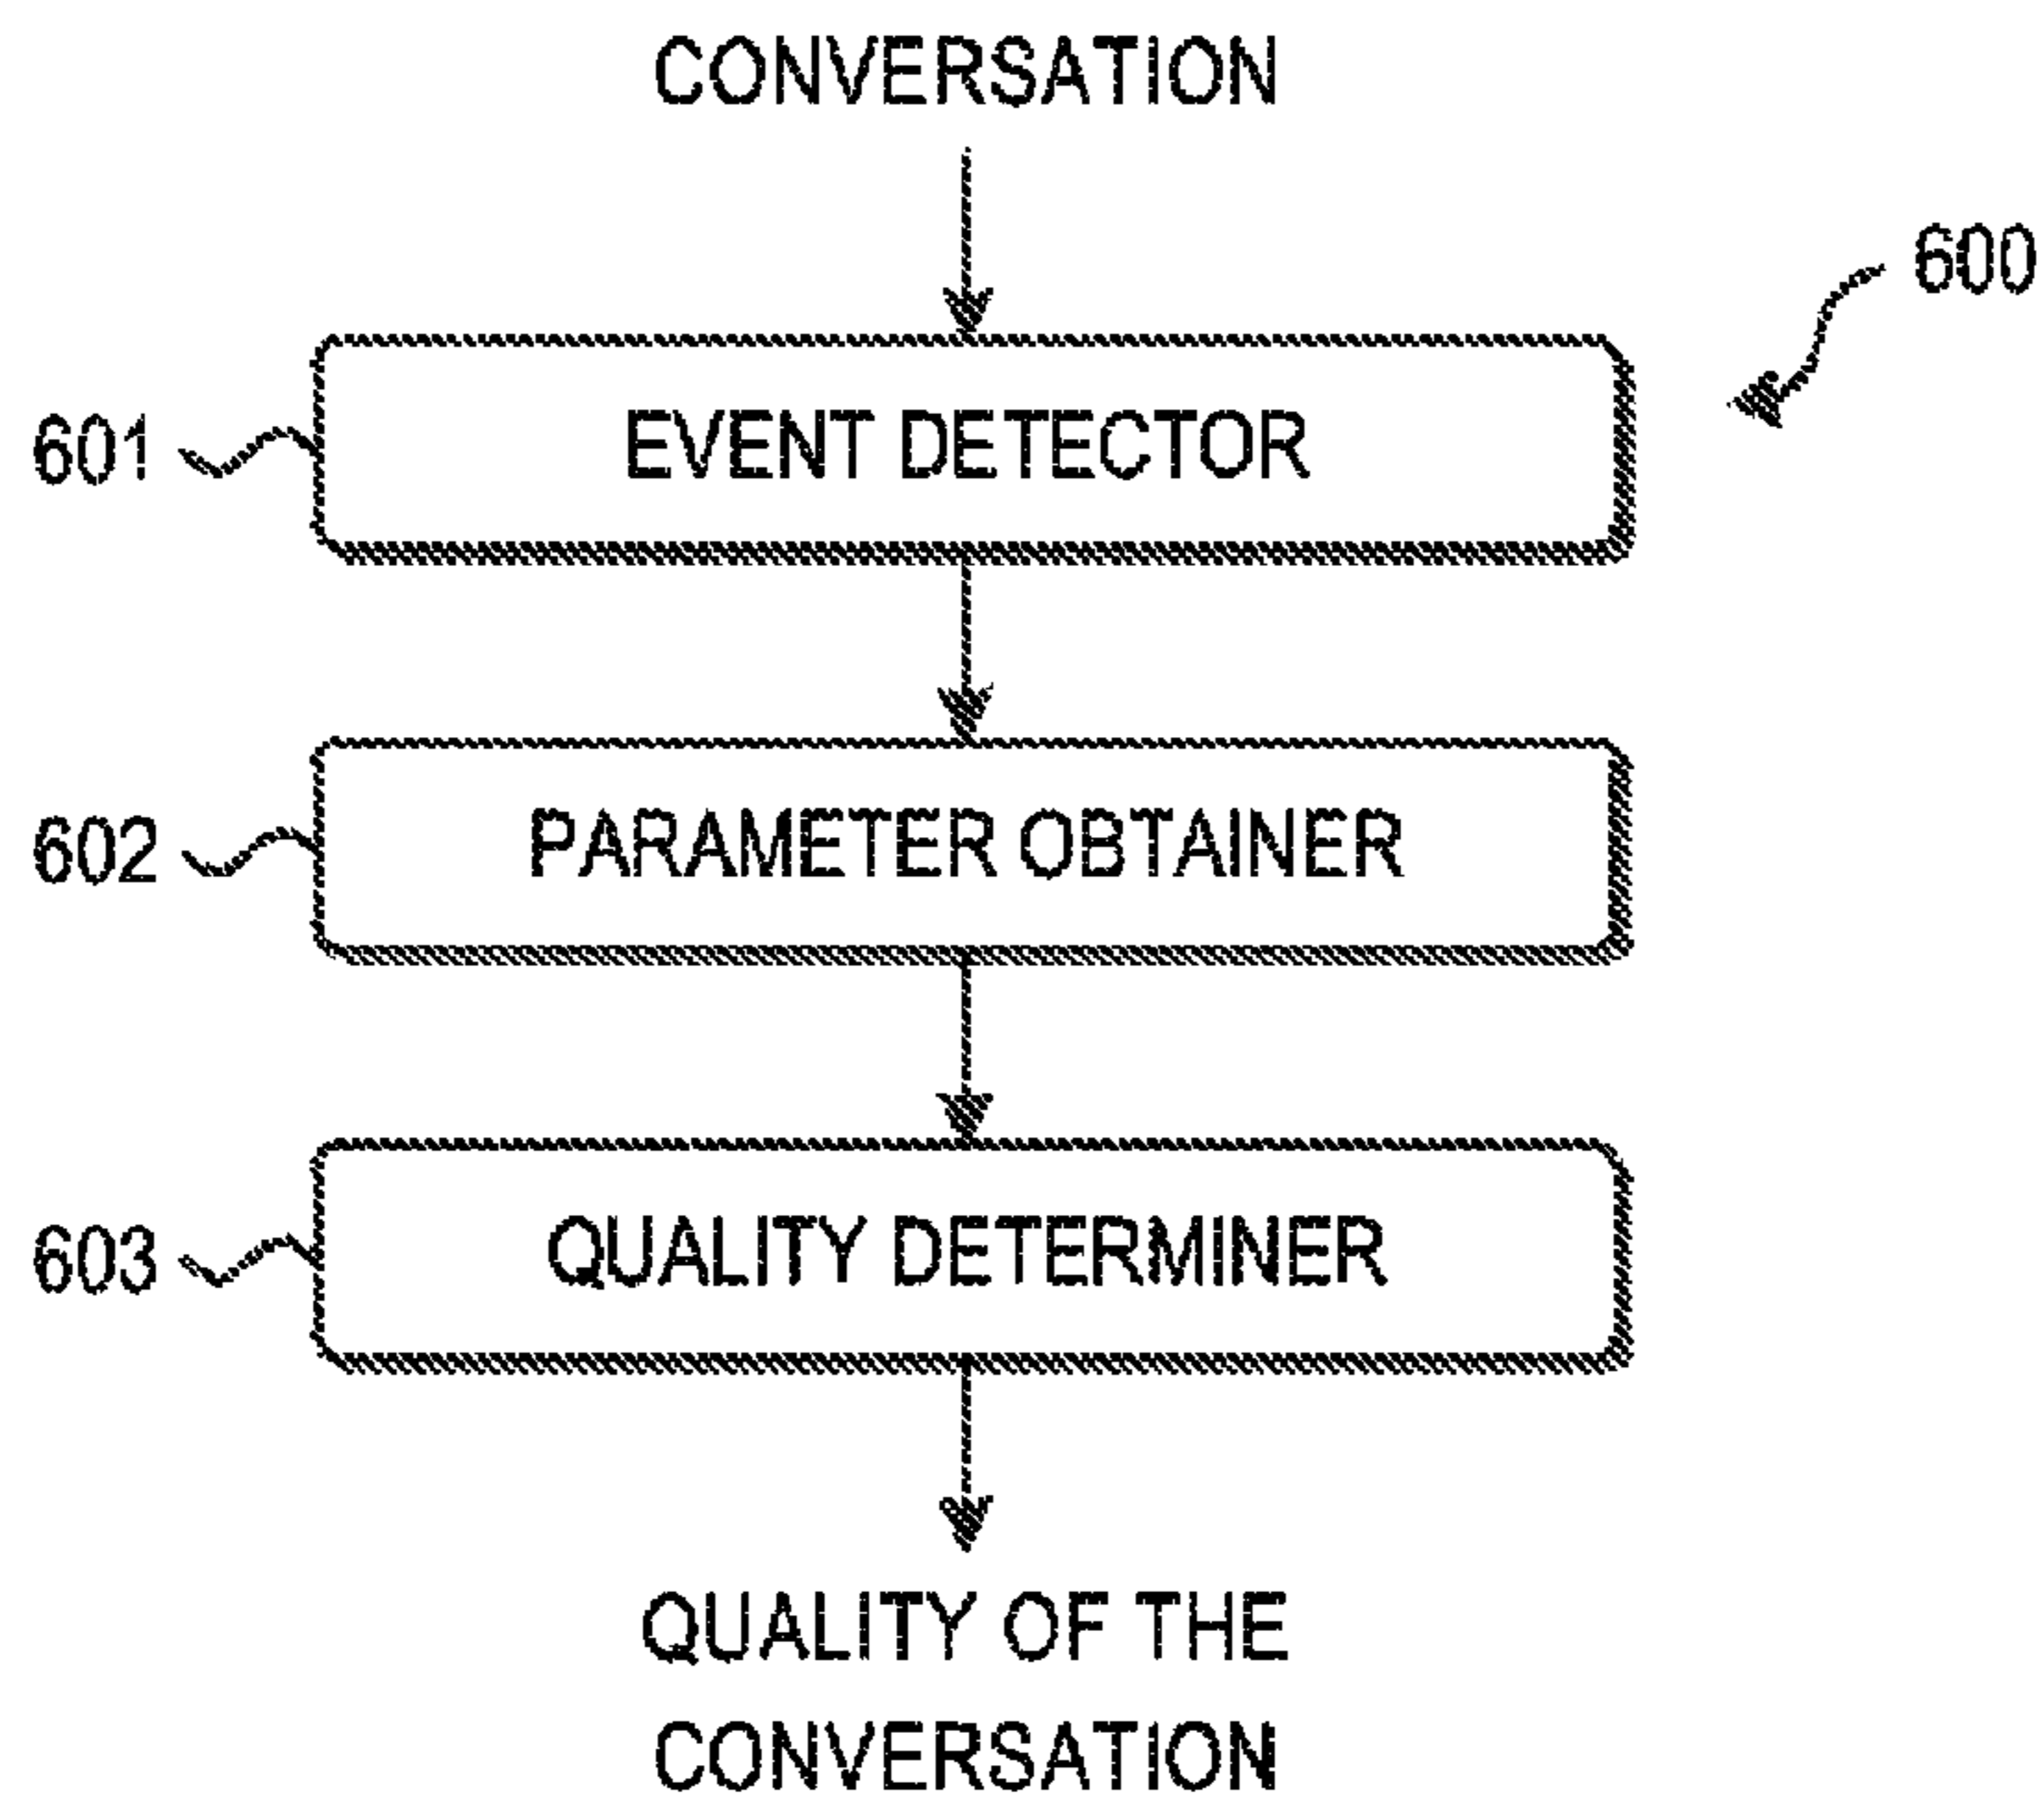 CONVERSATION
600
601 EVENT DETECTOR
602 PARAMETER OBTAINER
603 QUALITY DETERMINER
QUALITY OF THE
CONVERSATION